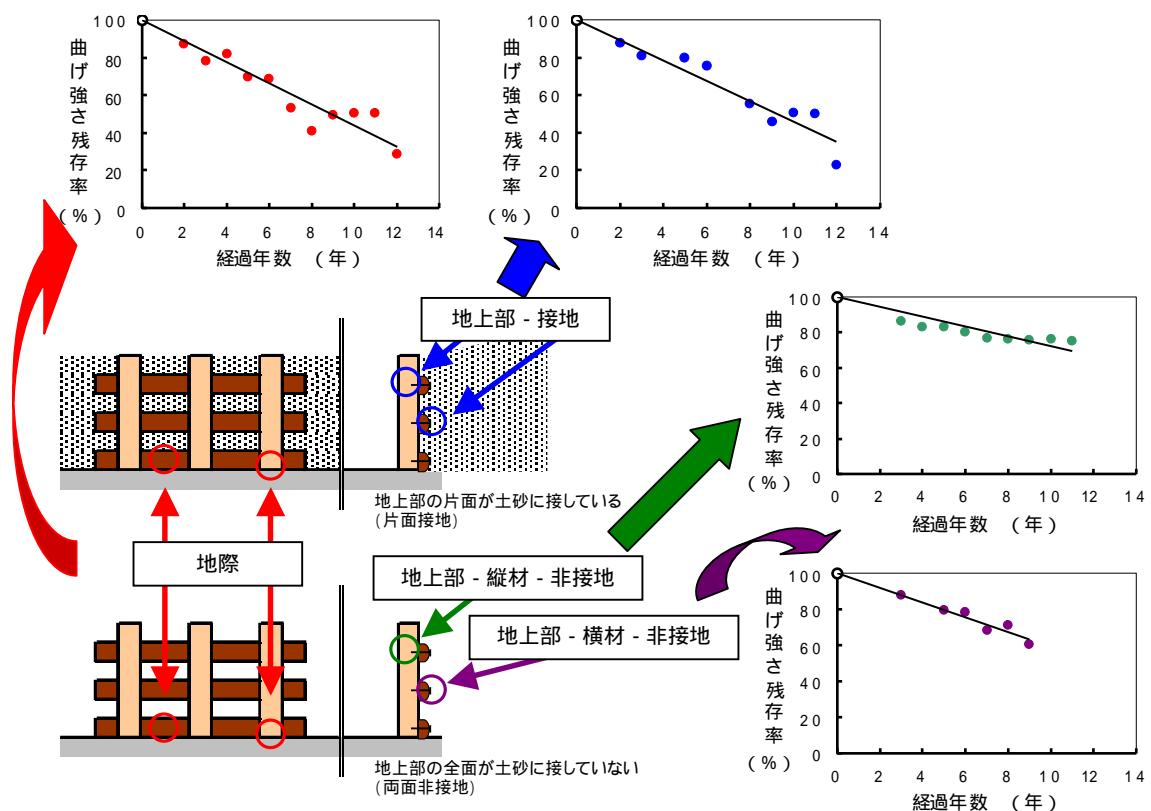 曲げ強さ残存率
(%)
100
80
60
40
20
0
0 2 4 6 8 10 12 14
経過年数 (年)
曲げ強さ残存率
(%)
100
80
60
40
20
0
0 2 4 6 8 10 12 14
経過年数 (年)
地上部 - 接地
曲げ強さ残存率
(%)
100
80
60
40
20
0
0 2 4 6 8 10 12 14
経過年数 (年)
地上部の片面が土砂に接している
(片面接地)
地際
地上部 - 縦材 - 非接地
地上部 - 横材 - 非接地
曲げ強さ残存率
(%)
100
80
60
40
20
0
0 2 4 6 8 10 12 14
経過年数 (年)
地上部の全面が土砂に接していない
(両面非接地)